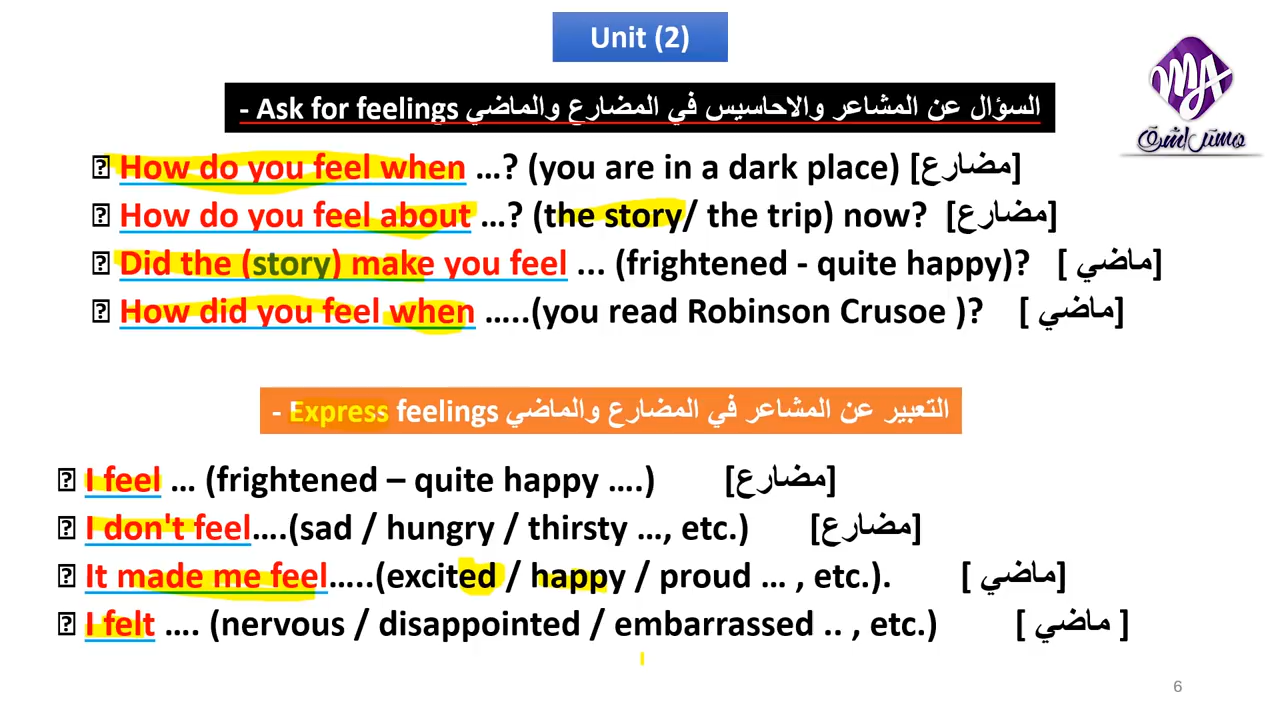 Unit (2)
- Ask for feelings السؤال عن المشاعر والاحاسيس في المضارع والماضي
MA
مستر اشرف
How do you feel when …? (you are in a dark place) [مضارع]
How do you feel about …? (the story/ the trip) now? [مضارع]
Did the (story) make you feel ... (frightened - quite happy)? [ ماضي]
How did you feel when …..(you read Robinson Crusoe )? [ ماضي]
- Express feelings التعبير عن المشاعر في المضارع والماضي
I feel … (frightened – quite happy ….) [مضارع]
I don't feel….(sad / hungry / thirsty …, etc.) [مضارع]
It made me feel…..(excited / happy / proud … , etc.). [ ماضي]
I felt …. (nervous / disappointed / embarrassed .. , etc.) [ ماضي ]
6